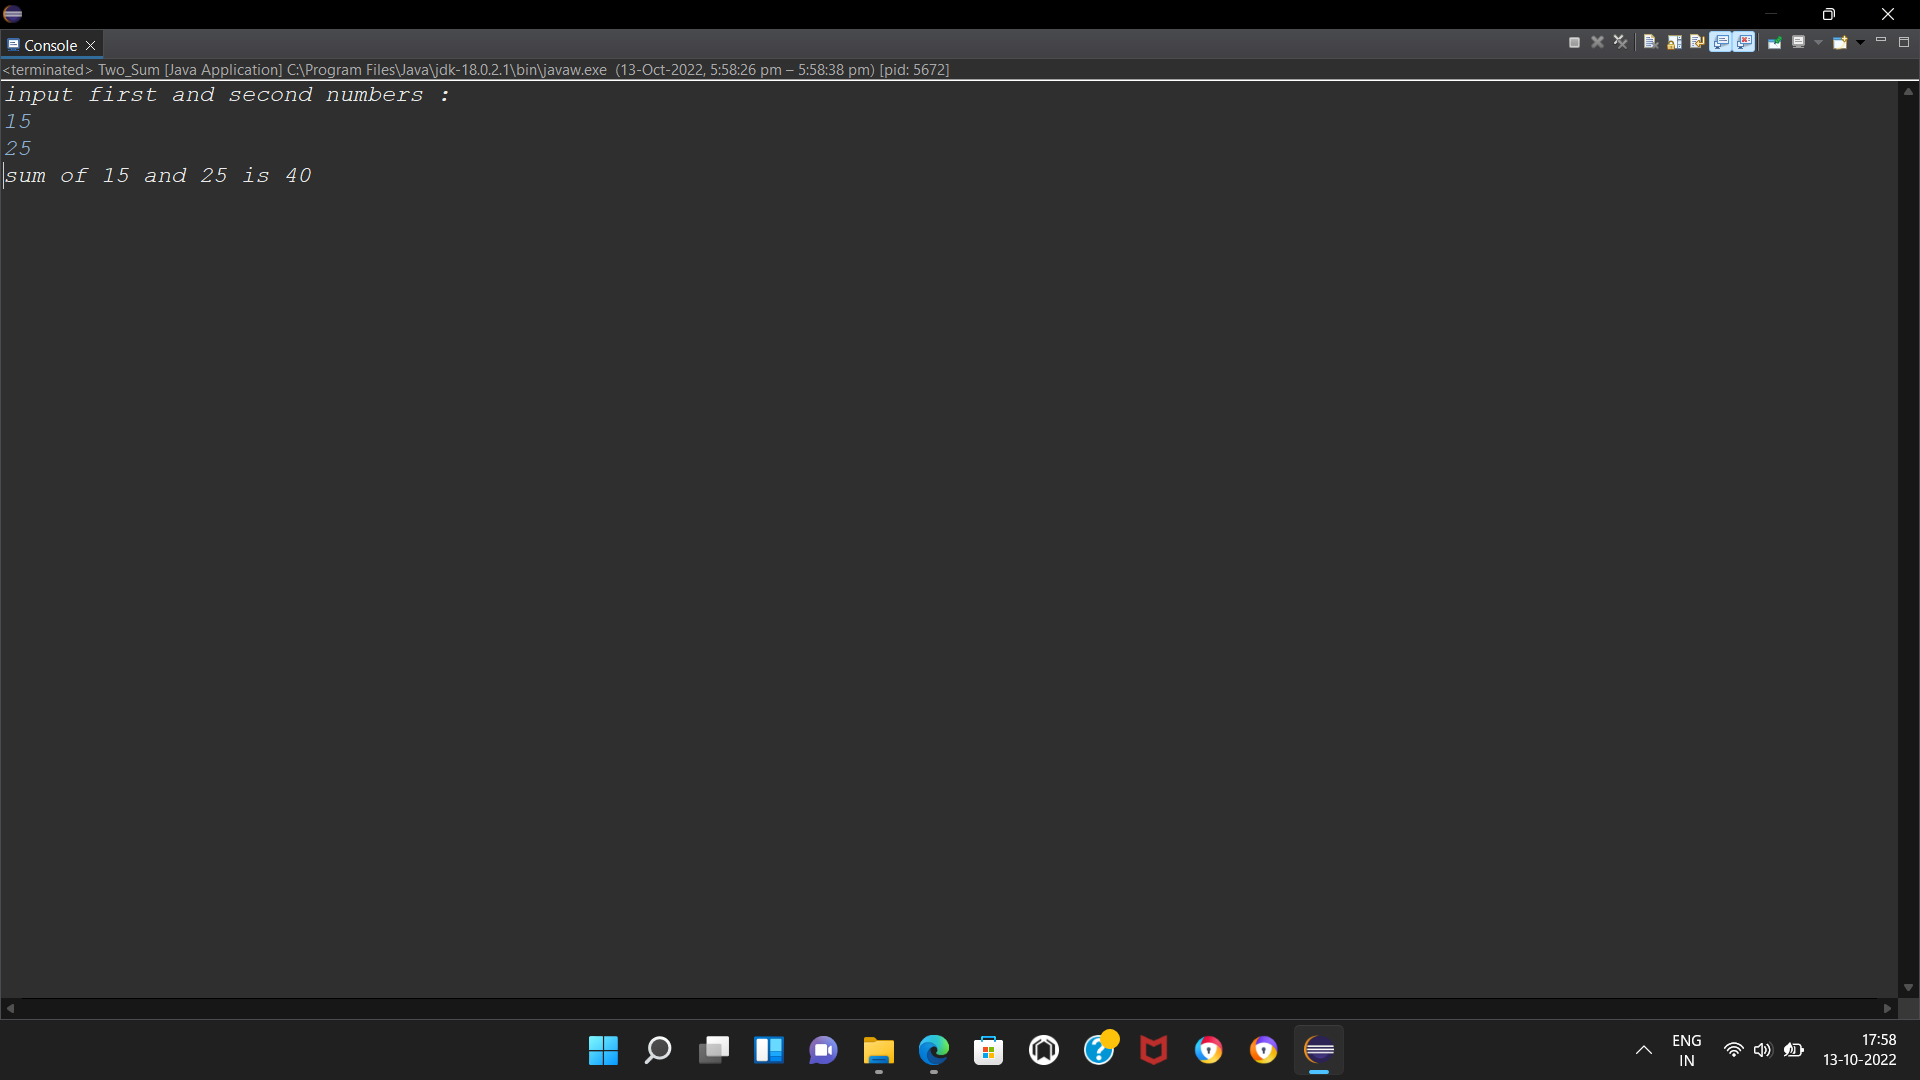 Console
<terminated> Two_Sum [Java Application] C:\Program Files\Java\jdk-18.0.2.1\bin\javaw.exe (13-Oct-2022, 5:58:26 pm – 5:58:38 pm) [pid: 5672]
input first and second numbers :
15
25
sum of 15 and 25 is 40
ENG
IN
17:58
13-10-2022